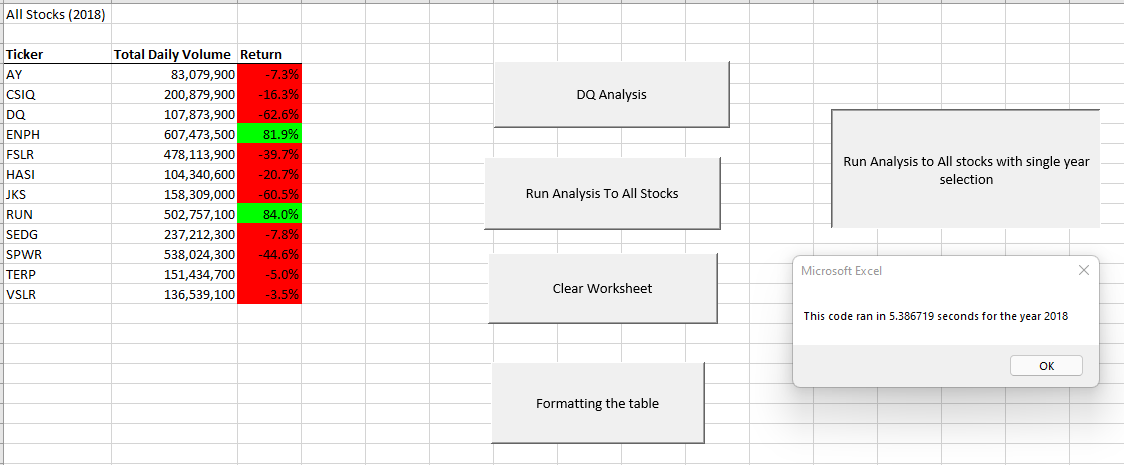 All Stocks (2018)
Ticker Total Daily Volume Return
AY 83,079,900 -7.3%
CSIQ 200,879,900 -16.3%
DQ 107,873,900 -62.6%
ENPH 607,473,500 81.9%
FSLR 478,113,900 -39.7%
HASI 104,340,600 -20.7%
JKS 158,309,000 -60.5%
RUN 502,757,100 84.0%
SEDG 237,212,300 -7.8%
SPWR 538,024,300 -44.6%
TERP 151,434,700 -5.0%
VSLR 136,539,100 -3.5%
DQ Analysis
Run Analysis To All Stocks
Clear Worksheet
Formatting the table
Run Analysis to All stocks with single year
selection
Microsoft Excel
This code ran in 5.386719 seconds for the year 2018
OK